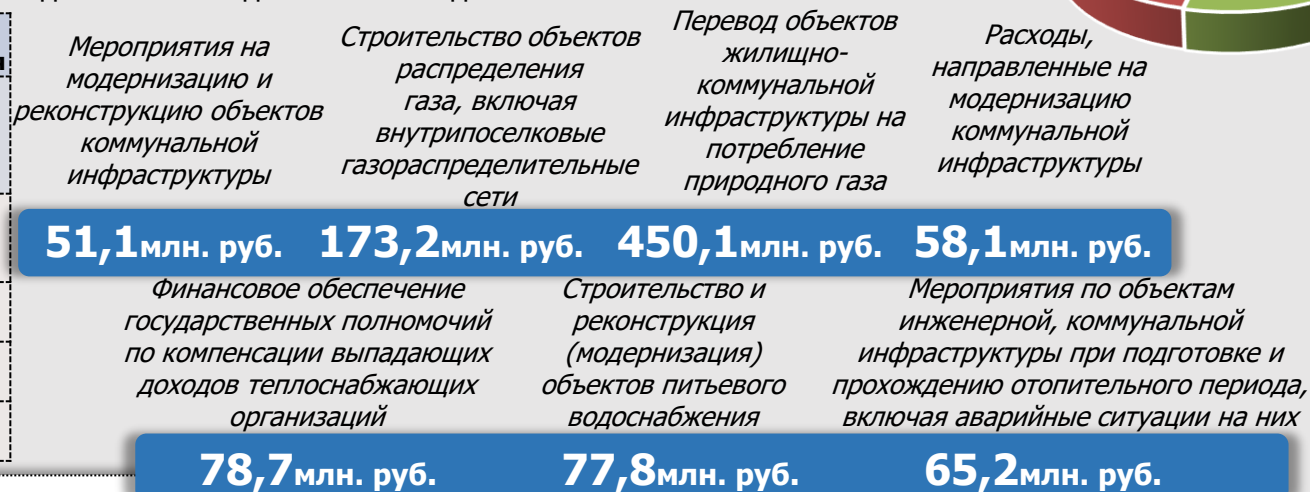 Мероприятия на
модернизацию и
реконструкцию объектов
коммунальной
инфраструктуры
Строительство объектов
распределения
газа, включая
внутрипоселковые
газораспределительные
сети
Перевод объектов
жилищно-
коммунальной
инфраструктуры на
потребление
природного газа
Расходы,
направленные на
модернизацию
коммунальной
инфраструктуры
51,1млн. руб. 173,2млн. руб. 450,1млн. руб. 58,1млн. руб.
Финансовое обеспечение
государственных полномочий
по компенсации выпадающих
доходов теплоснабжающих
организаций
Строительство и
реконструкция
(модернизация)
объектов питьевого
водоснабжения
Мероприятия по объектам
инженерной, коммунальной
инфраструктуры при подготовке и
прохождению отопительного периода,
включая аварийные ситуации на них
78,7млн. руб. 77,8млн. руб. 65,2млн. руб.